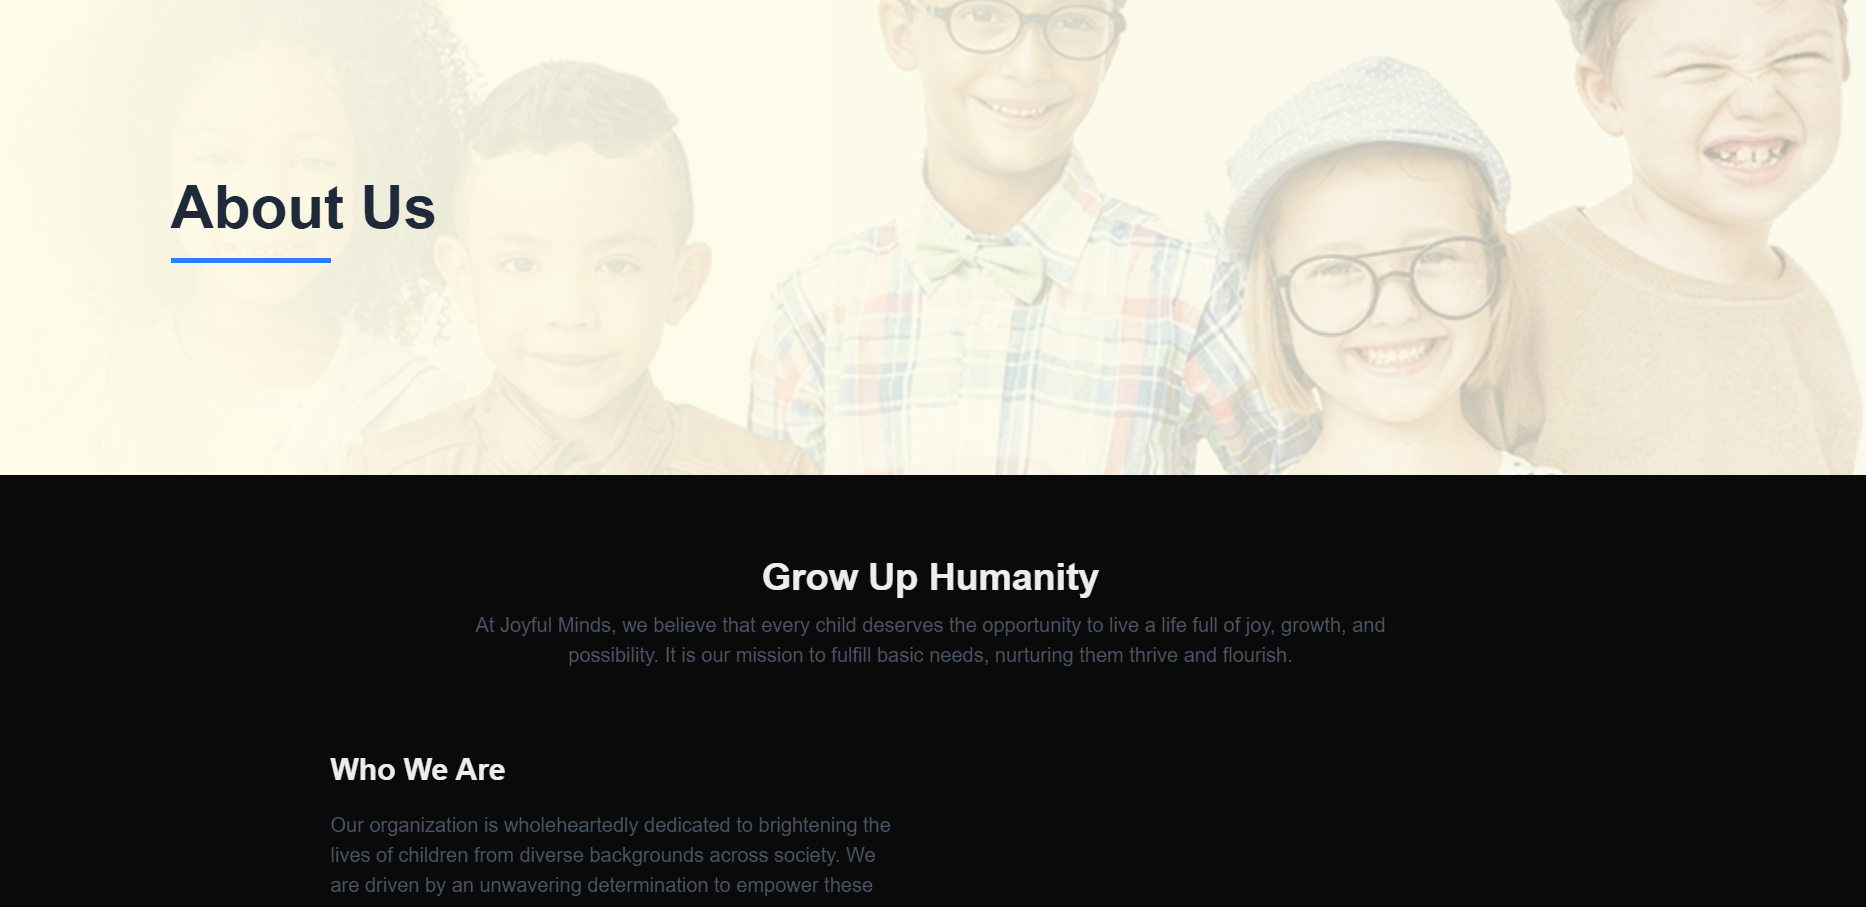 About Us
Grow Up Humanity
At Joyful Minds, we believe that every child deserves the opportunity to live a life full of joy, growth, and
possibility. It is our mission to fulfill basic needs, nurturing them thrive and flourish.
Who We Are
Our organization is wholeheartedly dedicated to brightening the
lives of children from diverse backgrounds across society. We
are driven by an unwavering determination to empower these